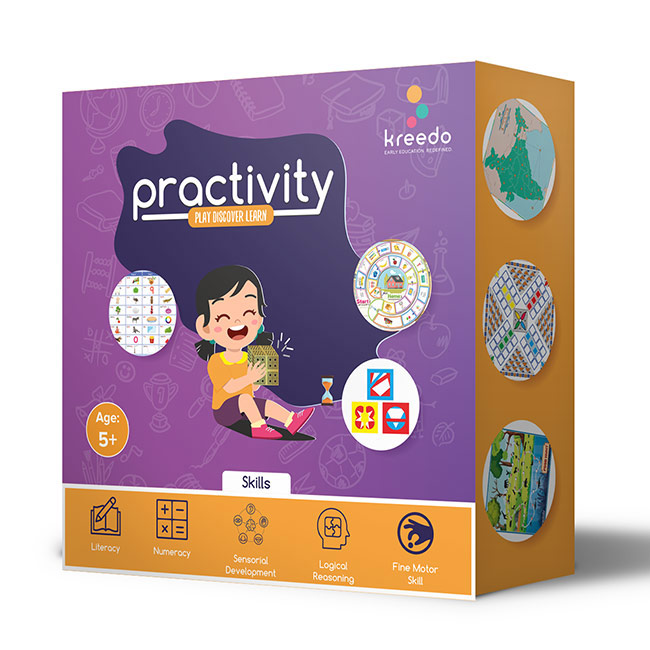 kreedo
EARLY EDUCATION, REDEFINED
practivity
PLAY DISCOVER LEARN
Start
Age:
5+
Skills
Literacy
Numeracy
Sensorial
Development
Logical
Reasoning
Fine Motor
Skill